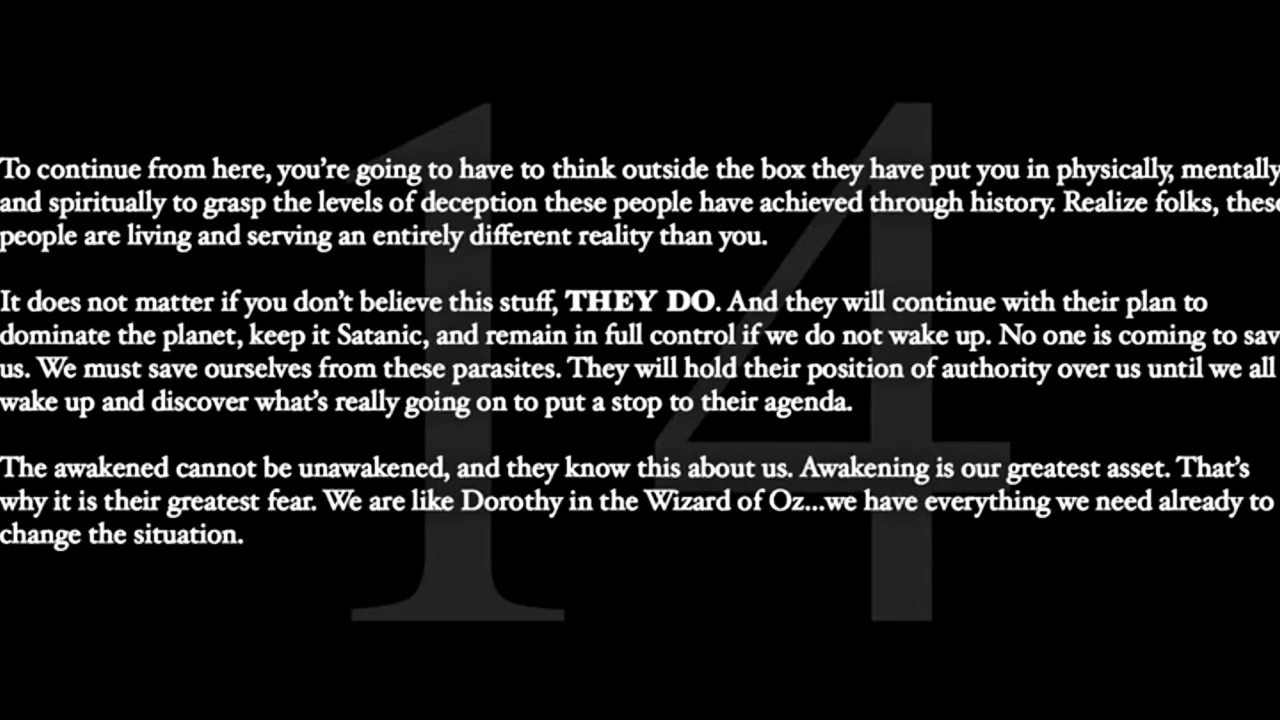 14
To continue from here, you're going to have to think outside the box they have put you in physically, mentally
and spiritually to grasp the levels of deception these people have achieved through history. Realize folks, these
people are living and serving an entirely different reality than you.
It does not matter if you don't believe this stuff, THEY DO. And they will continue with their plan to
dominate the planet, keep it Satanic, and remain in full control if we do not wake up. No one is coming to sav
us. We must save ourselves from these parasites. They will hold their position of authority over us until we all
wake up and discover what's really going on to put a stop to their agenda.
The awakened cannot be unawakened, and they know this about us. Awakening is our greatest asset. That's
why it is their greatest fear. We are like Dorothy in the Wizard of Oz...we have everything we need already to
change the situation.